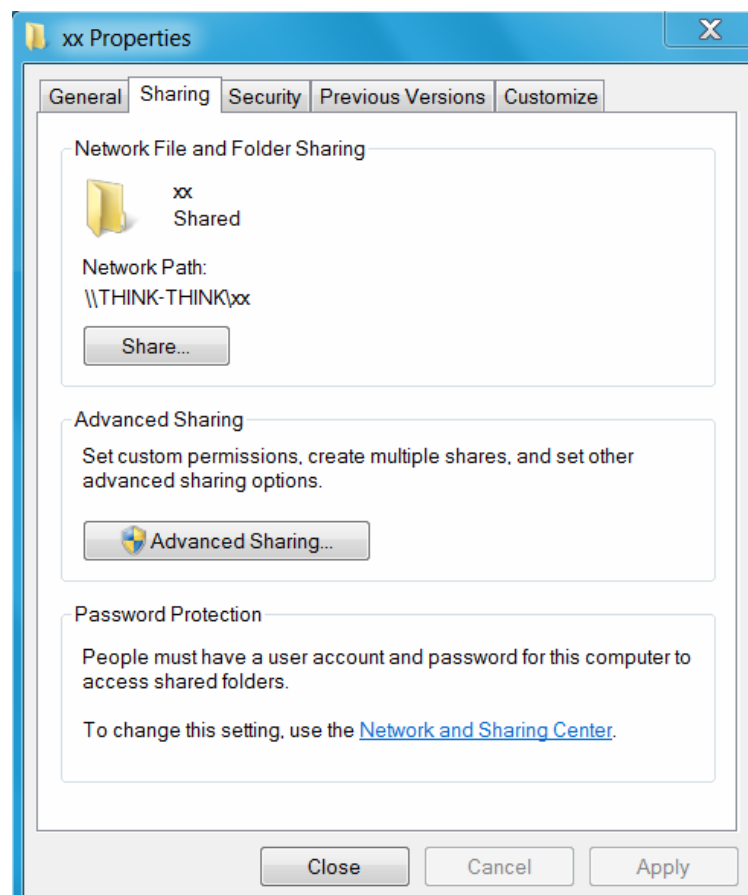 xx Properties
General Sharing Security Previous Versions Customize
Network File and Folder Sharing
xx
Shared
Network Path:
\\THINK-THINK\xx
Share...
Advanced Sharing
Set custom permissions, create multiple shares, and set other
advanced sharing options.
Advanced Sharing...
Password Protection
People must have a user account and password for this computer to
access shared folders.
To change this setting, use the Network and Sharing Center.
Close Cancel Apply